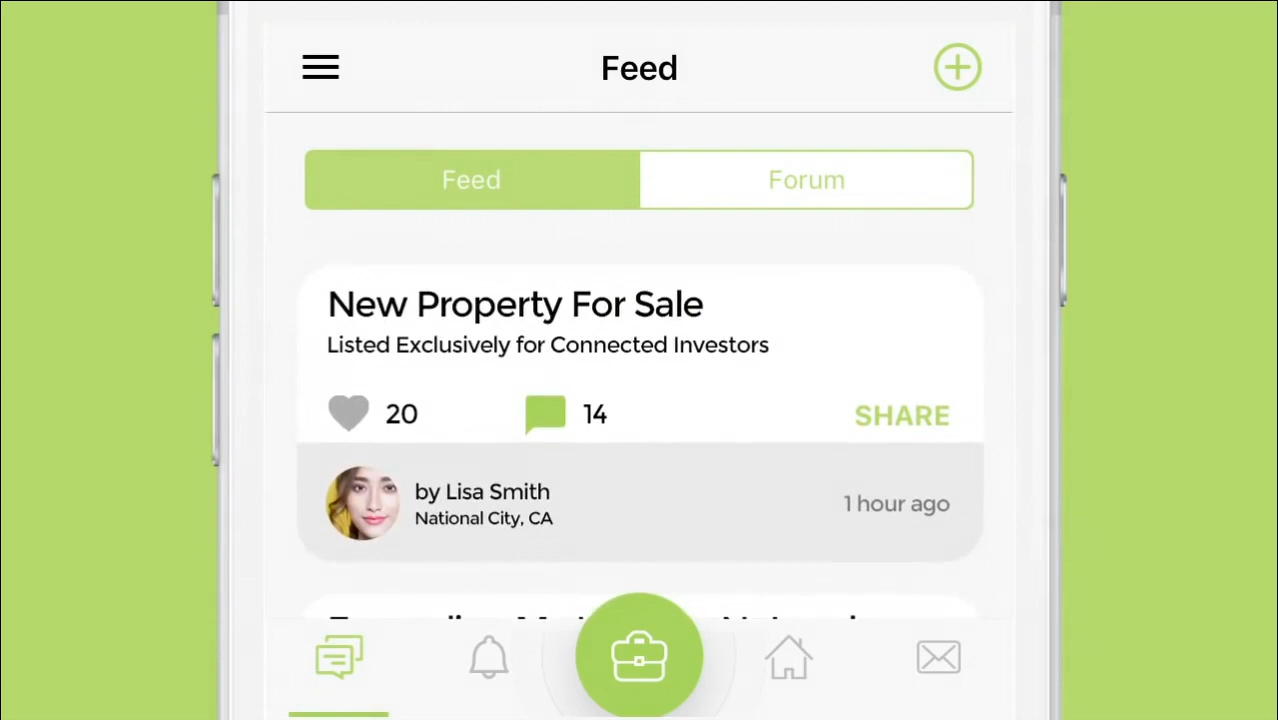 Feed
Feed
Forum
New Property For Sale
Listed Exclusively for Connected Investors
20
14
SHARE
by Lisa Smith
National City, CA
1 hour ago